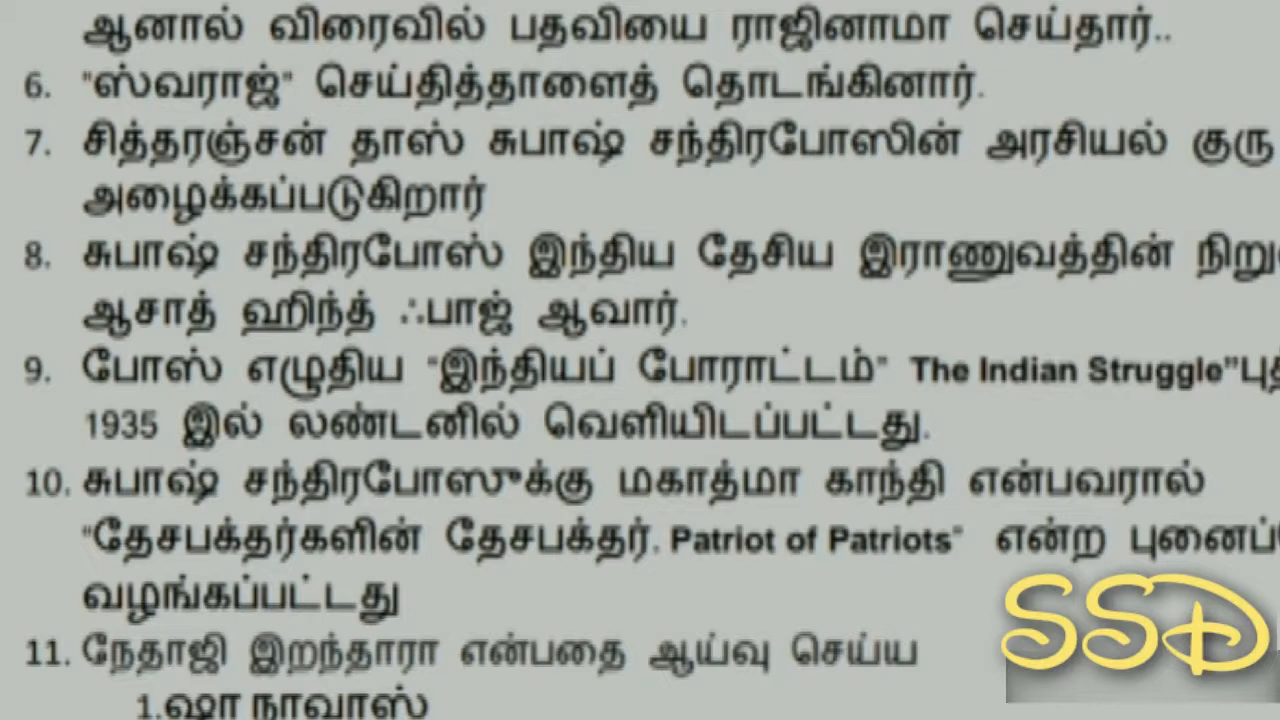 ஆனால் விரைவில் பதவியை ராஜினாமா செய்தார்..
6. "ஸ்வராஜ்" செய்தித்தாளைத் தொடங்கினார்.
7. சித்தரஞ்சன் தாஸ் சுபாஷ் சந்திரபோஸின் அரசியல் குரு
அழைக்கப்படுகிறார்
8. சுபாஷ் சந்திரபோஸ் இந்திய தேசிய இராணுவத்தின்
ஆசாத் ஹிந்த் ஃபாஜ் ஆவார்.
9. போஸ் எழுதிய "இந்தியப் போராட்டம்" The Indian Struggle"
1935 இல் லண்டனில் வெளியிடப்பட்டது.
10. சுபாஷ் சந்திரபோஸுக்கு மகாத்மா காந்தி என்பவரால்
"தேசபக்தர்களின் தேசபக்தர். Patriot of Patriots" என்ற
வழங்கப்பட்டது
11. நேதாஜி இறந்தாரா என்பதை ஆய்வு செய்ய
1.ஷா நாவாஸ்
SSD